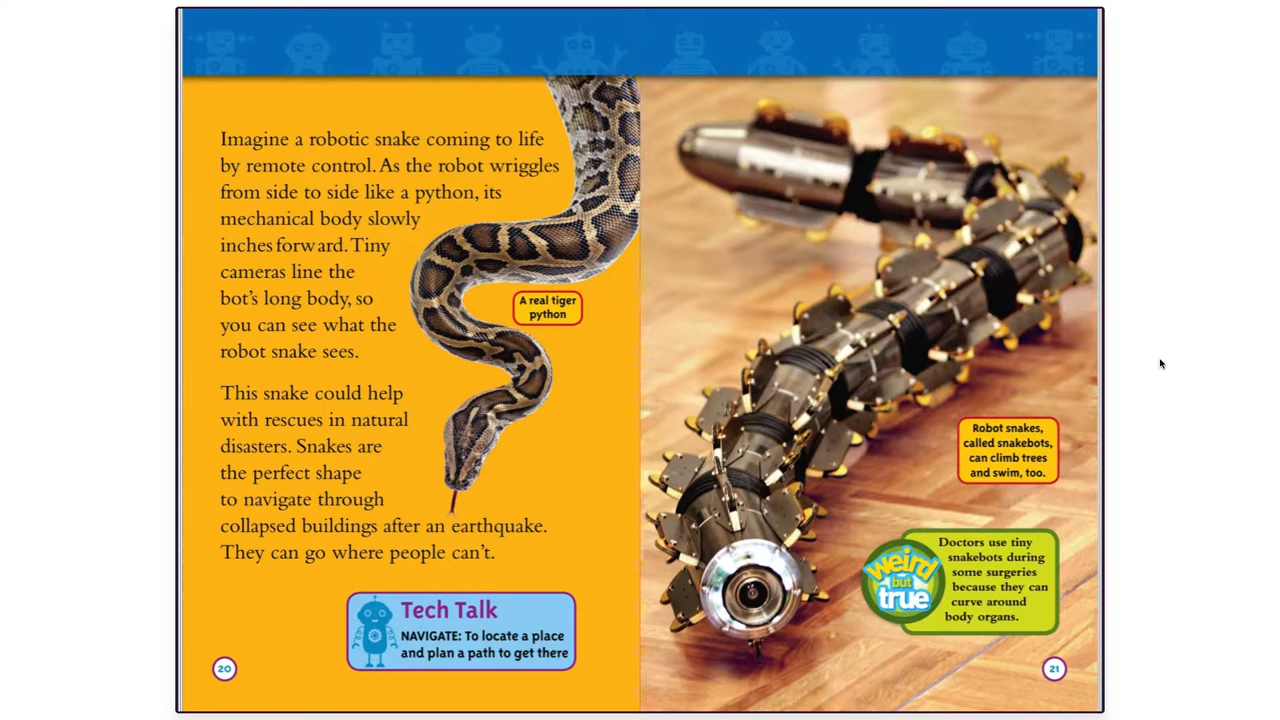 Imagine a robotic snake coming to life
by remote control. As the robot wriggles
from side to side like a python, its
mechanical body slowly
inches forward. Tiny
cameras line the
bot's long body, so
you can see what the
robot snake sees.
This snake could help
with rescues in natural
disasters. Snakes are
the perfect shape
to navigate through
collapsed buildings after an earthquake.
They can go where people can't.
A real tiger
python
Tech Talk
NAVIGATE: To locate a place
and plan a path to get there
20
Robot snakes,
called snakebots,
can climb trees
and swim, too.
weird
but
true
Doctors use tiny
snakebots during
some surgeries
because they can
curve around
body organs.
21